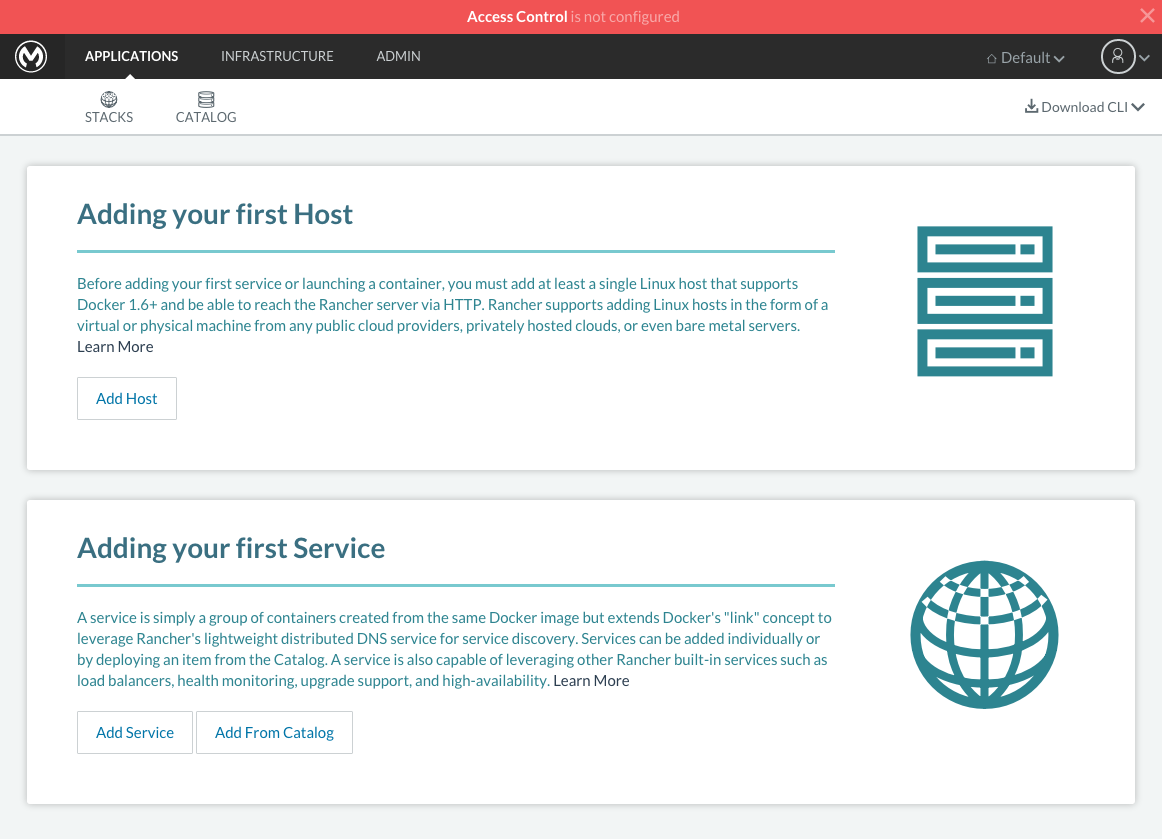 Access Control is not configured
APPLICATIONS INFRASTRUCTURE ADMIN Default
STACKS CATALOG Download CLI
Adding your first Host
Before adding your first service or launching a container, you must add at least a single Linux host that supports
Docker 1.6+ and be able to reach the Rancher server via HTTP. Rancher supports adding Linux hosts in the form of a
virtual or physical machine from any public cloud providers, privately hosted clouds, or even bare metal servers.
Learn More
Add Host
Adding your first Service
A service is simply a group of containers created from the same Docker image but extends Docker's "link" concept to
leverage Rancher's lightweight distributed DNS service for service discovery. Services can be added individually or
by deploying an item from the Catalog. A service is also capable of leveraging other Rancher built-in services such as
load balancers, health monitoring, upgrade support, and high-availability. Learn More
Add Service Add From Catalog